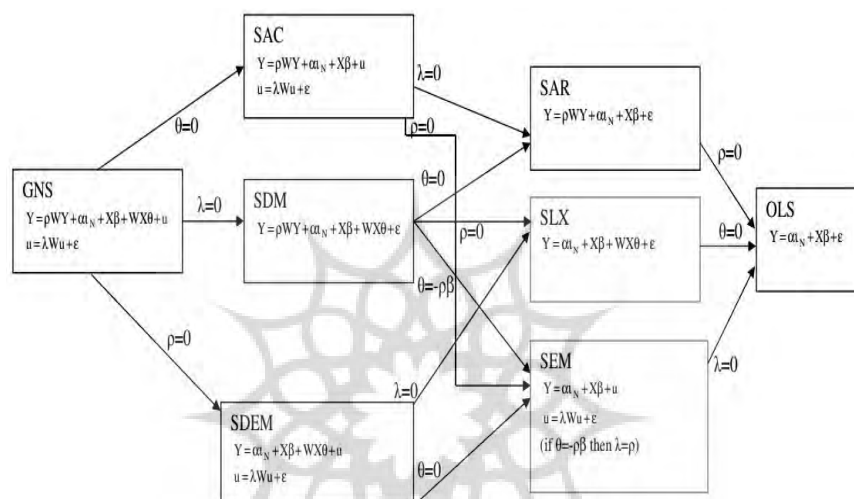 SAC
Y=ρWY+αι_N+Xβ+u
u=λWu+ε
λ=0
ρ=0
θ=0
SAR
Y=ρWY+αι_N+Xβ+ε
ρ=0
GNS
Y=ρWY+αι_N+Xβ+WXθ+u
u=λWu+ε
λ=0
SDM
Y=ρWY+αι_N+Xβ+WXθ+ε
θ=0
ρ=0
θ=-ρβ
SLX
Y=αι_N+Xβ+WXθ+ε
θ=0
OLS
Y=αι_N+Xβ+ε
ρ=0
SDEM
Y=αι_N+Xβ+WXθ+u
u=λWu+ε
λ=0
θ=0
SEM
Y=αι_N+Xβ+u
u=λWu+ε
(if θ=-ρβ then λ=ρ)
λ=0